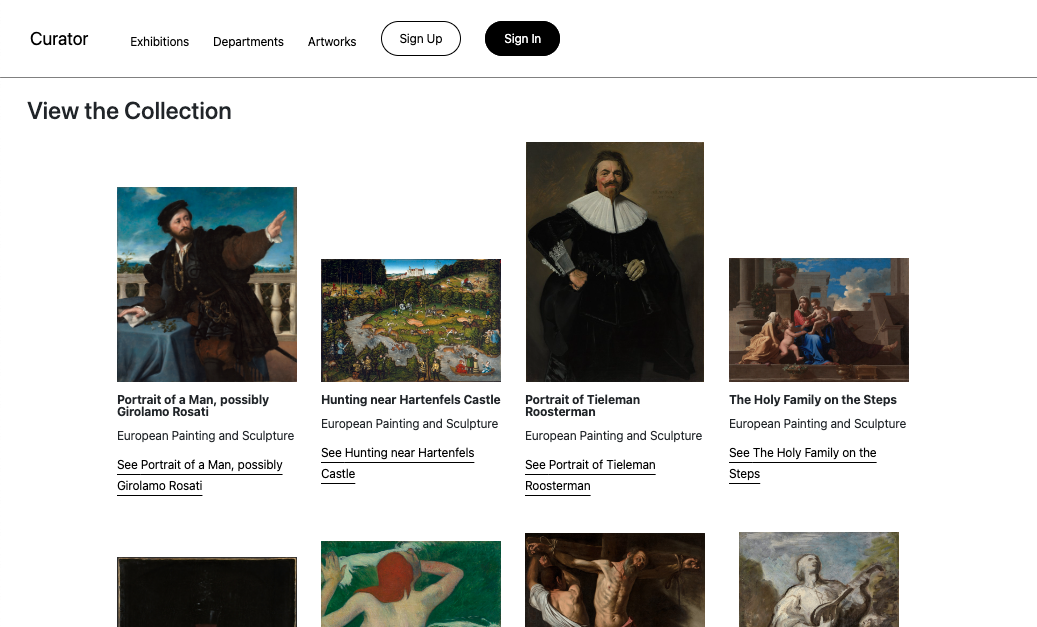 Curator
Exhibitions
Departments
Artworks
Sign Up
Sign In
View the Collection
Portrait of a Man, possibly
Girolamo Rosati
European Painting and Sculpture
See Portrait of a Man, possibly
Girolamo Rosati
Hunting near Hartenfels Castle
European Painting and Sculpture
See Hunting near Hartenfels
Castle
Portrait of Tieleman
Roosterman
European Painting and Sculpture
See Portrait of Tieleman
Roosterman
The Holy Family on the Steps
European Painting and Sculpture
See The Holy Family on the
Steps